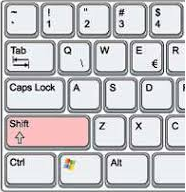 ~ ! " # $
` 1 2 3 4
Tab Q W E R
\ €
Caps Lock A S D
Shift Z X C
Ctrl Alt